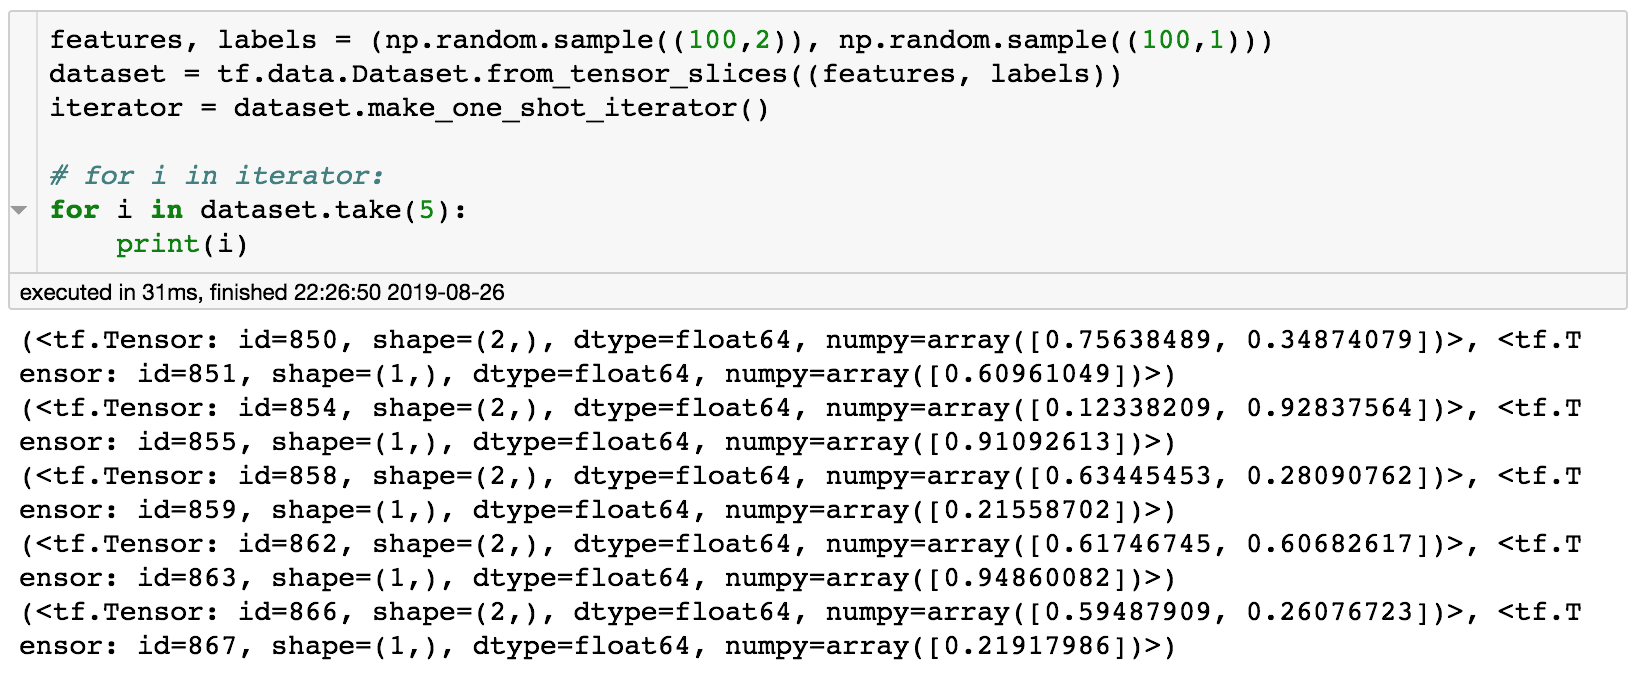 features, labels = (np.random.sample((100,2)), np.random.sample((100,1)))
dataset = tf.data.Dataset.from_tensor_slices((features, labels))
iterator = dataset.make_one_shot_iterator()
# for i in iterator:
for i in dataset.take(5):
    print(i)
executed in 31ms, finished 22:26:50 2019-08-26
(<tf.Tensor: id=850, shape=(2,), dtype=float64, numpy=array([0.75638489, 0.34874079])>, <tf.T
ensor: id=851, shape=(1,), dtype=float64, numpy=array([0.60961049])>)
(<tf.Tensor: id=854, shape=(2,), dtype=float64, numpy=array([0.12338209, 0.92837564])>, <tf.T
ensor: id=855, shape=(1,), dtype=float64, numpy=array([0.91092613])>)
(<tf.Tensor: id=858, shape=(2,), dtype=float64, numpy=array([0.63445453, 0.28090762])>, <tf.T
ensor: id=859, shape=(1,), dtype=float64, numpy=array([0.21558702])>)
(<tf.Tensor: id=862, shape=(2,), dtype=float64, numpy=array([0.61746745, 0.60682617])>, <tf.T
ensor: id=863, shape=(1,), dtype=float64, numpy=array([0.94860082])>)
(<tf.Tensor: id=866, shape=(2,), dtype=float64, numpy=array([0.59487909, 0.26076723])>, <tf.T
ensor: id=867, shape=(1,), dtype=float64, numpy=array([0.21917986])>)